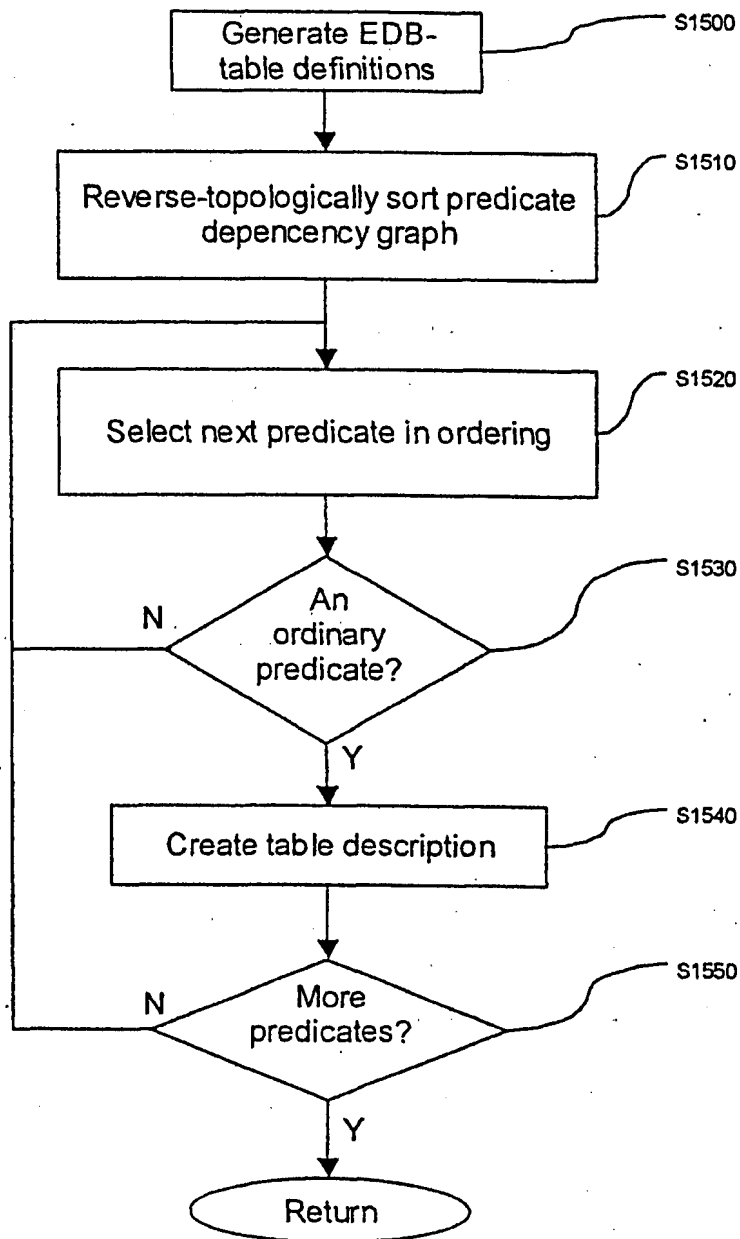 Generate EDB-
table definitions
S1500
S1510
Reverse-topologically sort predicate
depencency graph
S1520
Select next predicate in ordering
S1530
An
ordinary
predicate?
N
Y
S1540
Create table description
S1550
More
predicates?
N
Y
Return